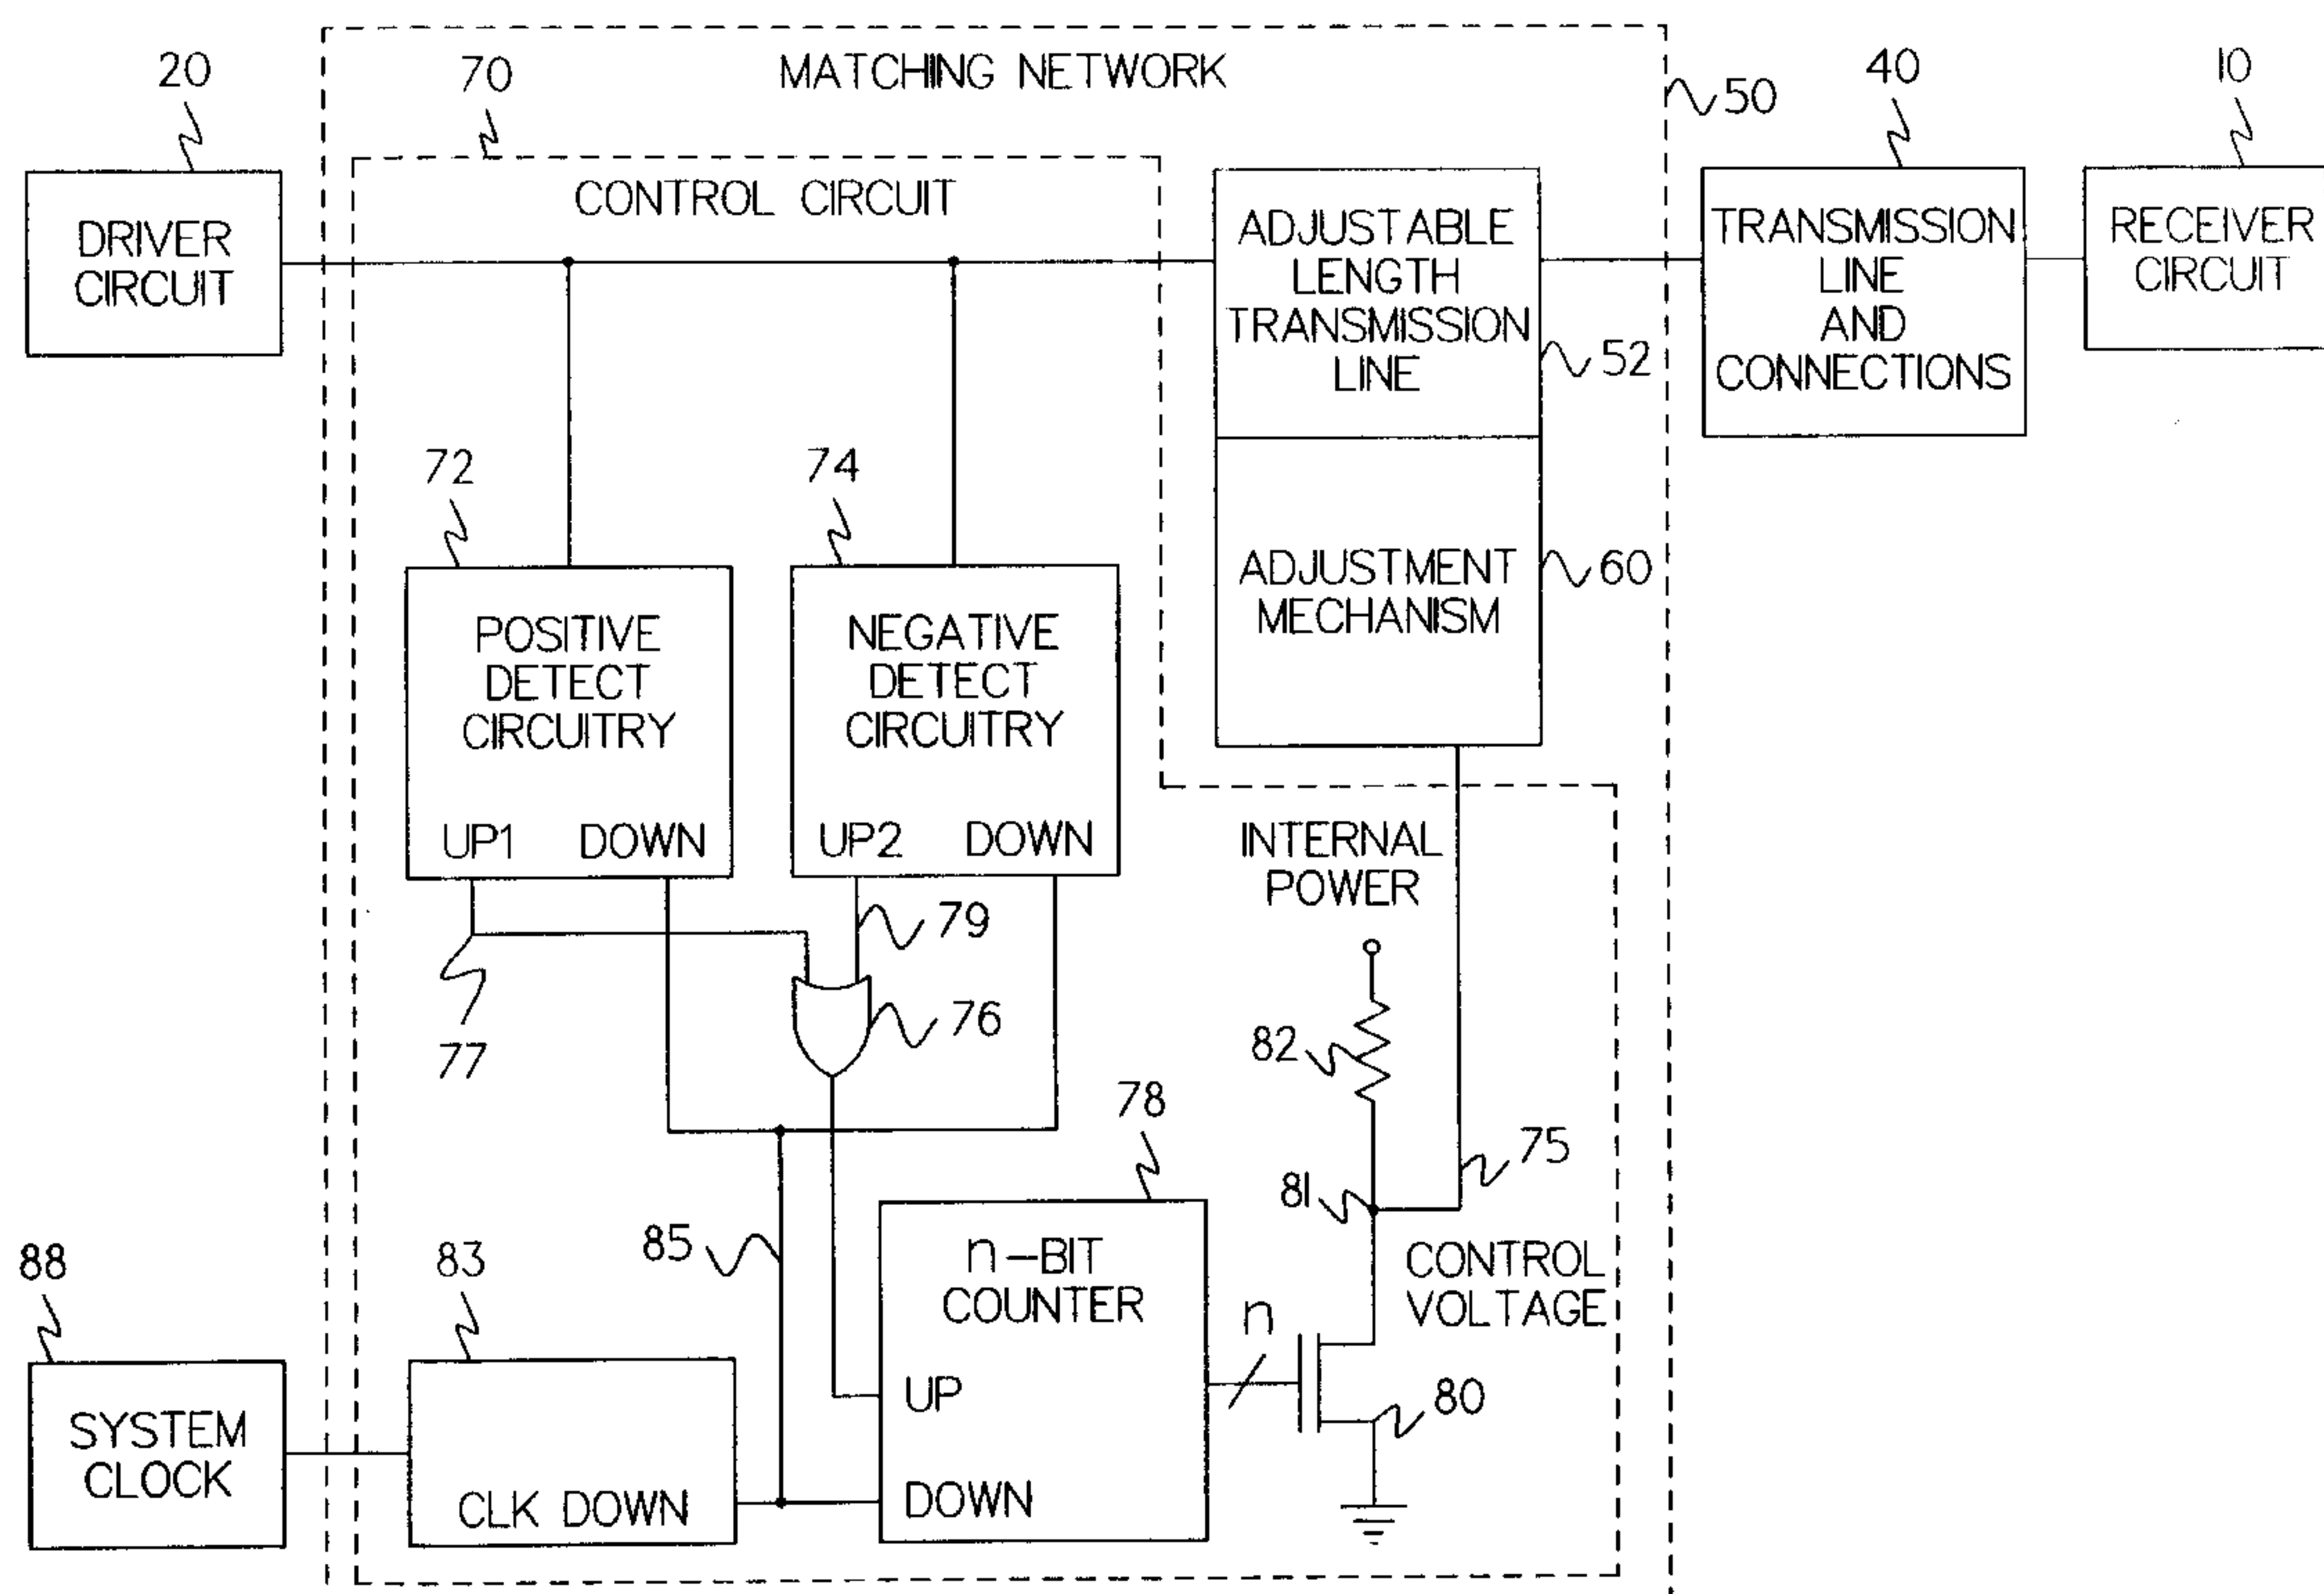 20
70
MATCHING NETWORK
50
40
10
DRIVER
CIRCUIT
CONTROL CIRCUIT
ADJUSTABLE
LENGTH
TRANSMISSION
LINE
52
TRANSMISSION
LINE
AND
CONNECTIONS
RECEIVER
CIRCUIT
72
74
POSITIVE
DETECT
CIRCUITRY
UP1 DOWN
NEGATIVE
DETECT
CIRCUITRY
UP2 DOWN
ADJUSTMENT
MECHANISM
60
INTERNAL
POWER
79
77
76
82
78
75
81
85
88
83
n-BIT
COUNTER
UP
DOWN
CONTROL
VOLTAGE
n
80
SYSTEM
CLOCK
CLK DOWN